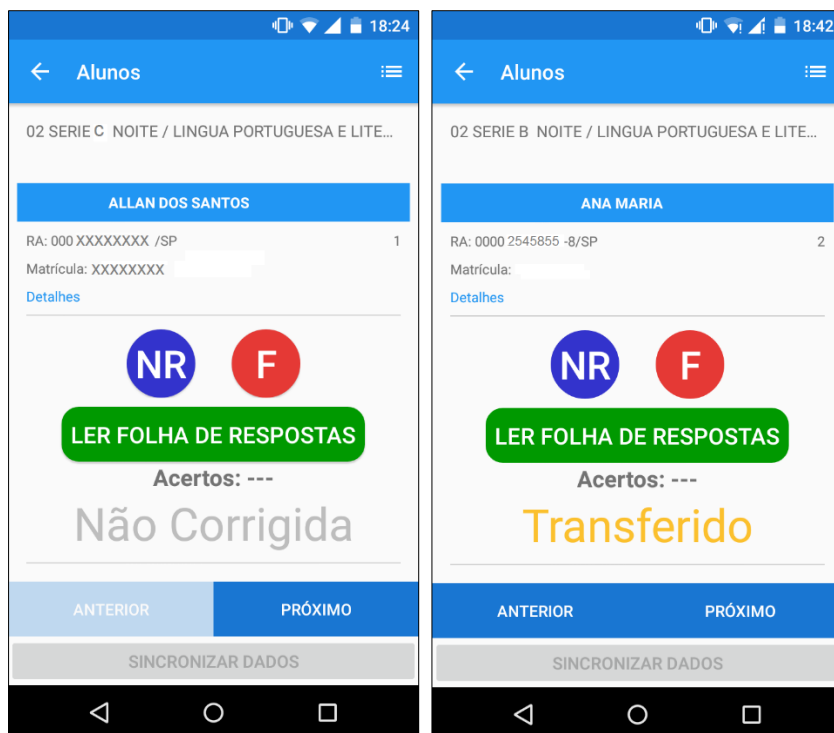 18:24
Alunos
02 SERIE C NOITE / LINGUA PORTUGUESA E LITE...
ALLAN DOS SANTOS
RA: 000 XXXXXXXX /SP 1
Matrícula: XXXXXXXX
Detalhes
NR F
LER FOLHA DE RESPOSTAS
Acertos: ---
Não Corrigida
ANTERIOR PRÓXIMO
SINCRONIZAR DADOS
18:42
Alunos
02 SERIE B NOITE / LINGUA PORTUGUESA E LITE...
ANA MARIA
RA: 0000 2545855 -8/SP 2
Matrícula:
Detalhes
NR F
LER FOLHA DE RESPOSTAS
Acertos: ---
Transferido
ANTERIOR PRÓXIMO
SINCRONIZAR DADOS